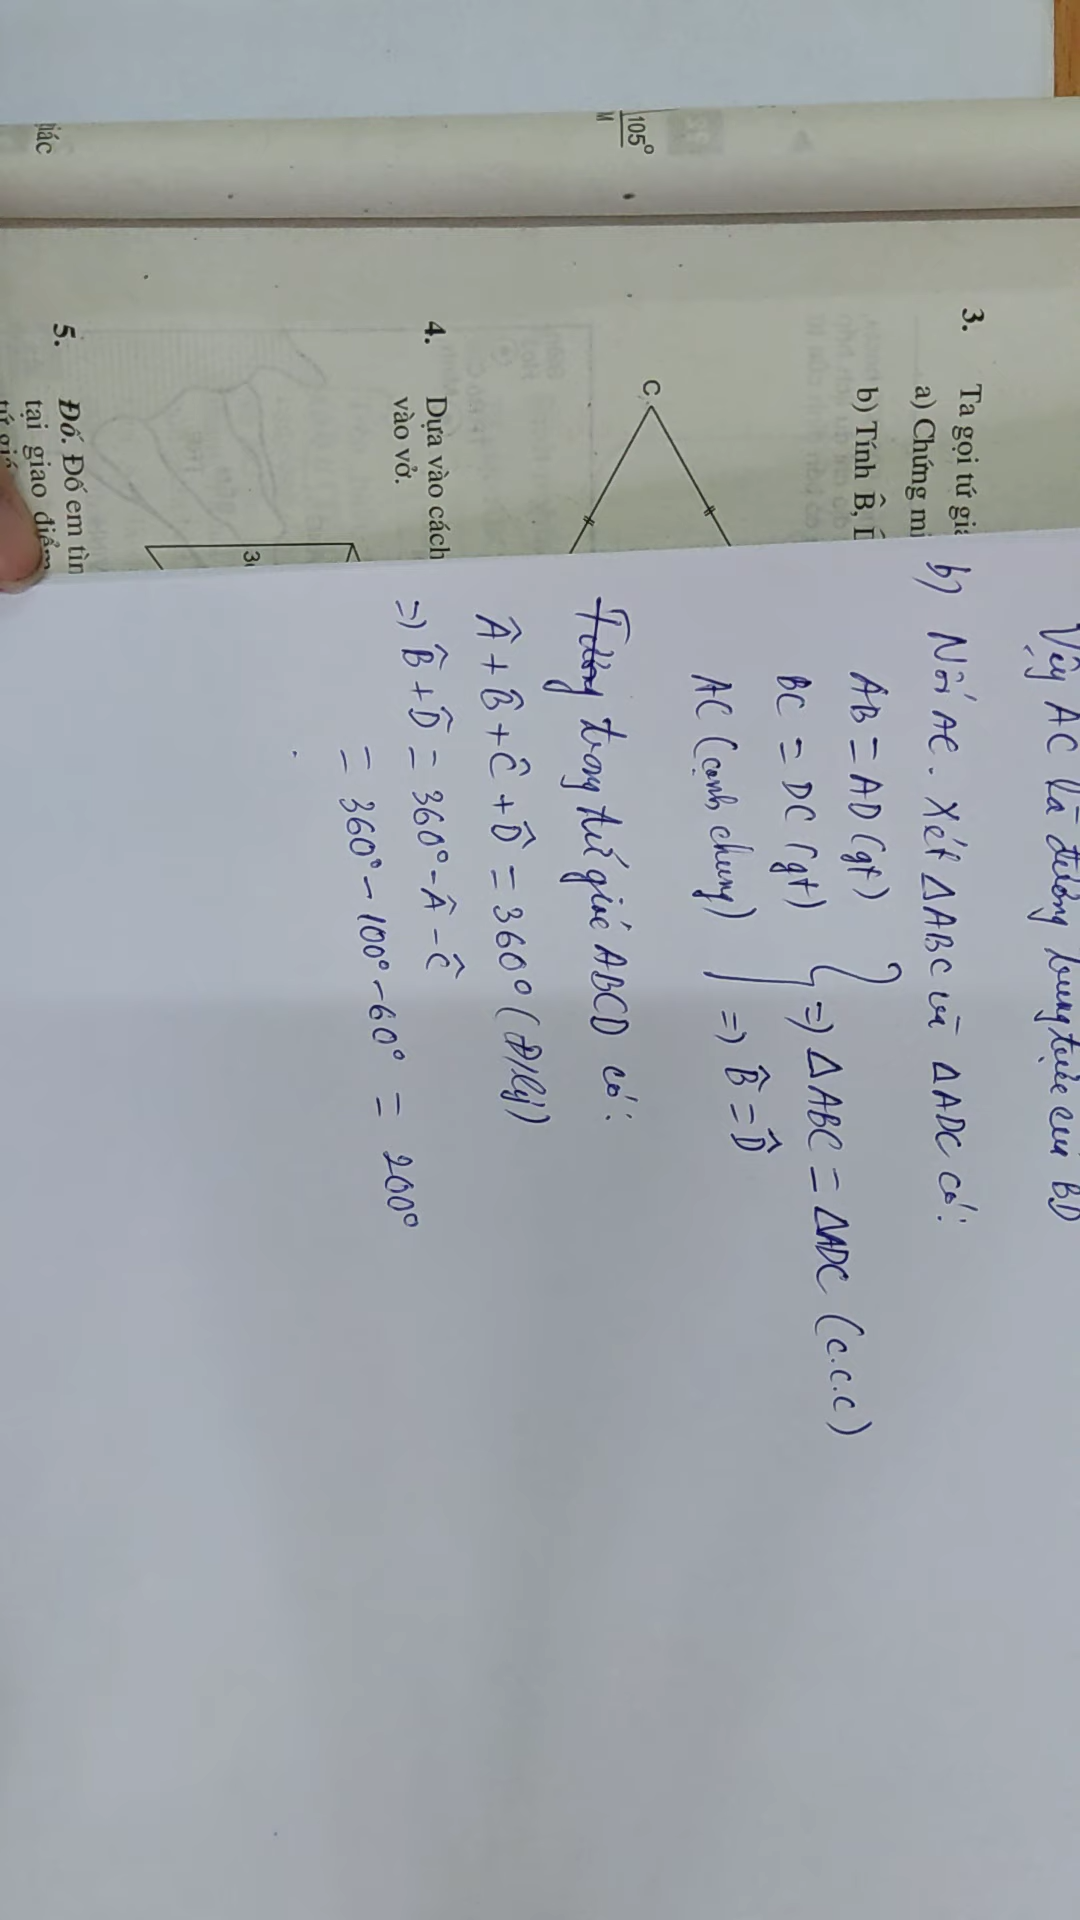 105°
M
3. Ta gọi tứ giá
a) Chứng mi
b) Tính B̂,
C
4. Dựa vào cách
vào vở.
5. Đố. Đố em tìm
tại giao điểm
Vậy AC là đường trung trực của BD
b) Nối AC. Xét ΔABC và ΔADC có:
AB = AD (gt)
BC = DC (gt) } => ΔABC = ΔADC (c.c.c)
AC (cạnh chung) => B̂ = D̂
trong tứ giác ABCD có:
Â + B̂ + Ĉ + D̂ = 360° (Đ/lý)
=> B̂ + D̂ = 360° - Â - Ĉ
= 360° - 100° - 60° = 200°